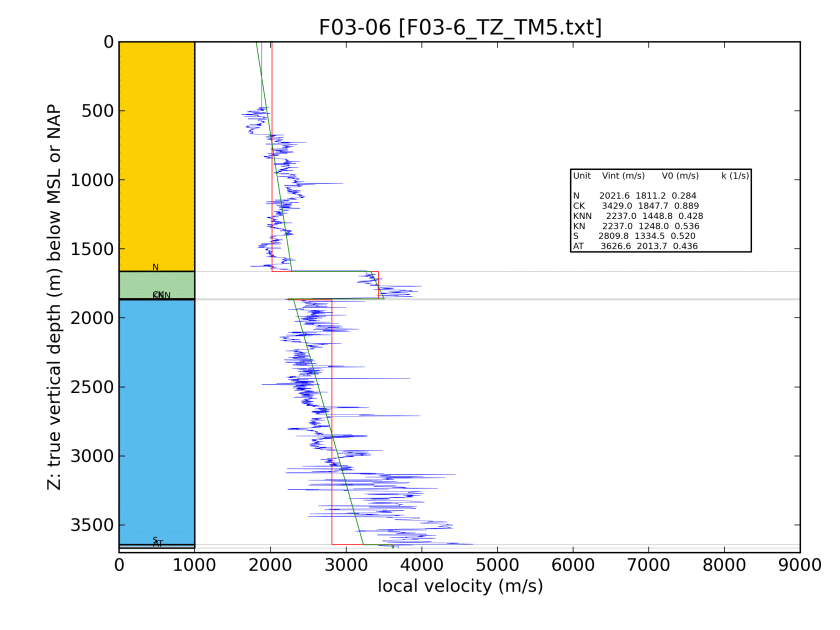 F03-06 [F03-6_TZ_TM5.txt]
0
500
1000
1500
2000
2500
3000
3500
Z: true vertical depth (m) below MSL or NAP
N
S
AT
Unit Vint (m/s) V0 (m/s) k (1/s)
N 2021.6 1811.2 0.284
CK 3429.0 1847.7 0.889
KNN 2237.0 1448.8 0.428
KN 2237.0 1248.0 0.536
S 2809.8 1334.5 0.520
AT 3626.6 2013.7 0.436
0 1000 2000 3000 4000 5000 6000 7000 8000 9000
local velocity (m/s)